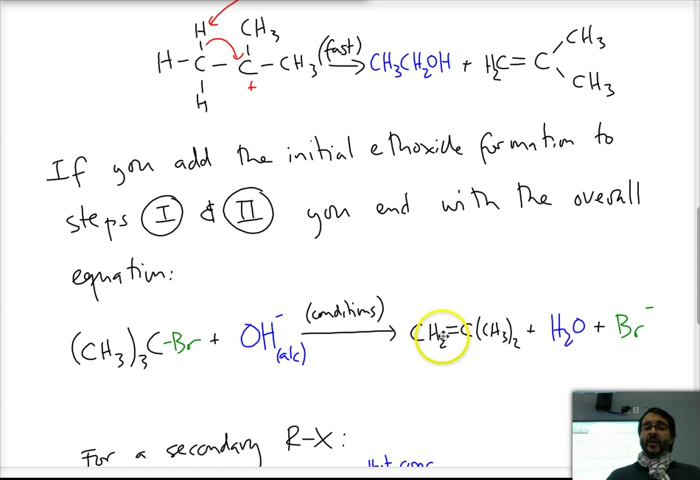 H CH₃
H-C-C-CH₃ (fast) → CH₃CH₂OH + H₂C=C CH₃
+ CH₃
H
If you add the initial ethoxide formation to
steps I & II you end with the overall
equation:
(CH₃)₃C-Br + OH⁻(alc) (conditions) → CH₂=C(CH₃)₂ + H₂O + Br⁻
For a secondary R-X: